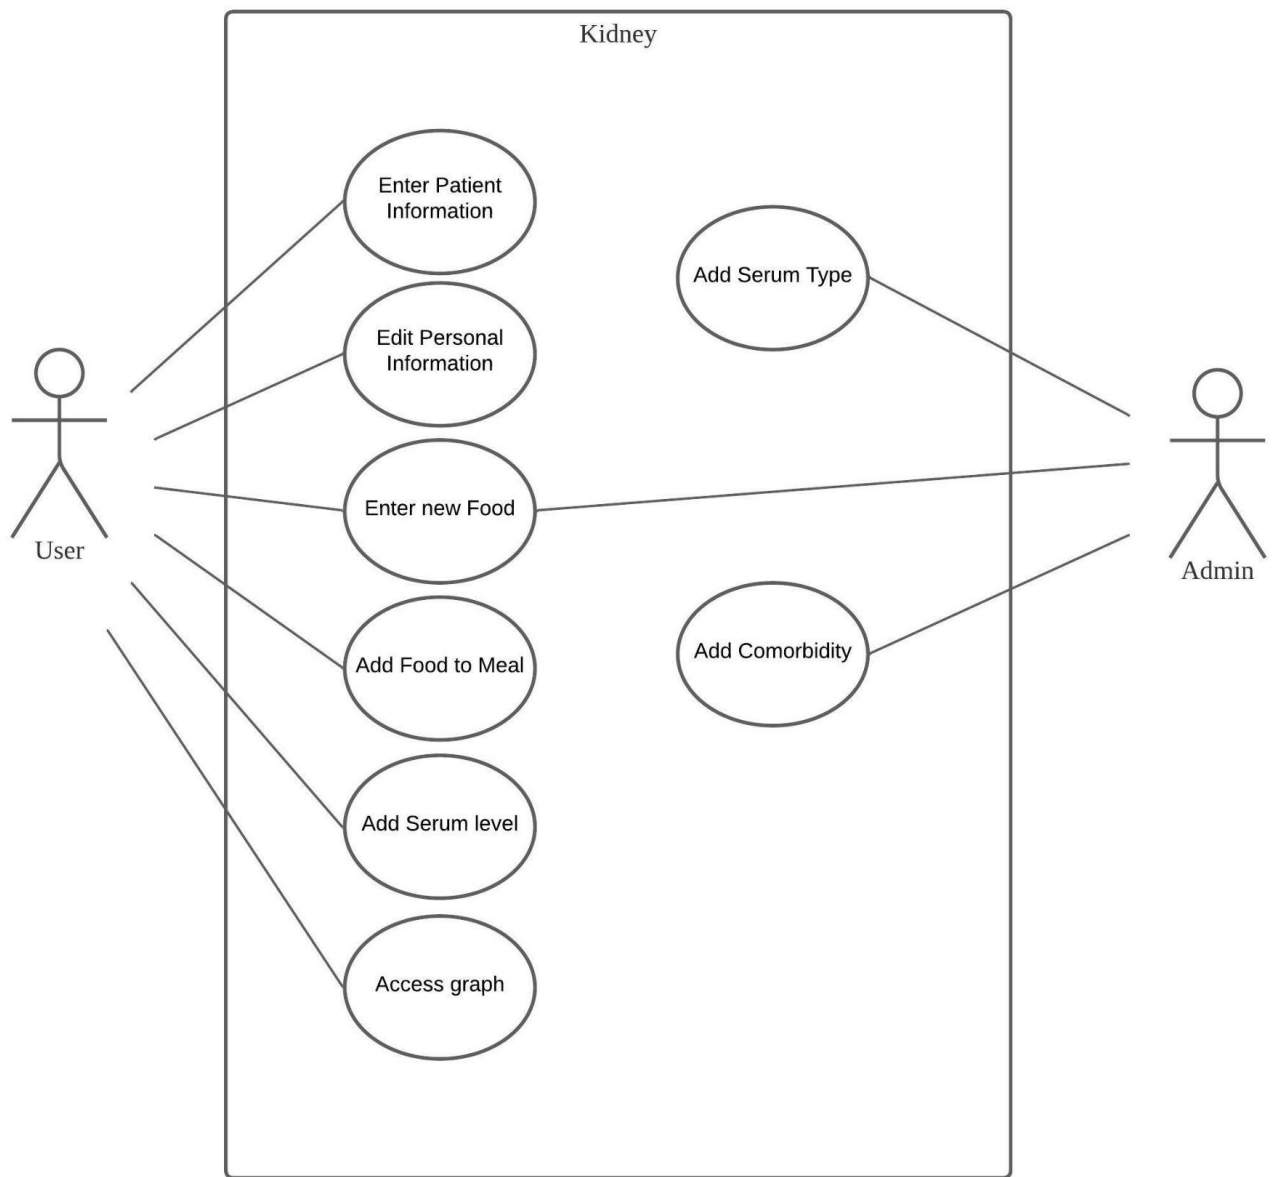 Kidney
Enter Patient
Information
Add Serum Type
Edit Personal
Information
Enter new Food
User
Admin
Add Food to Meal
Add Comorbidity
Add Serum level
Access graph